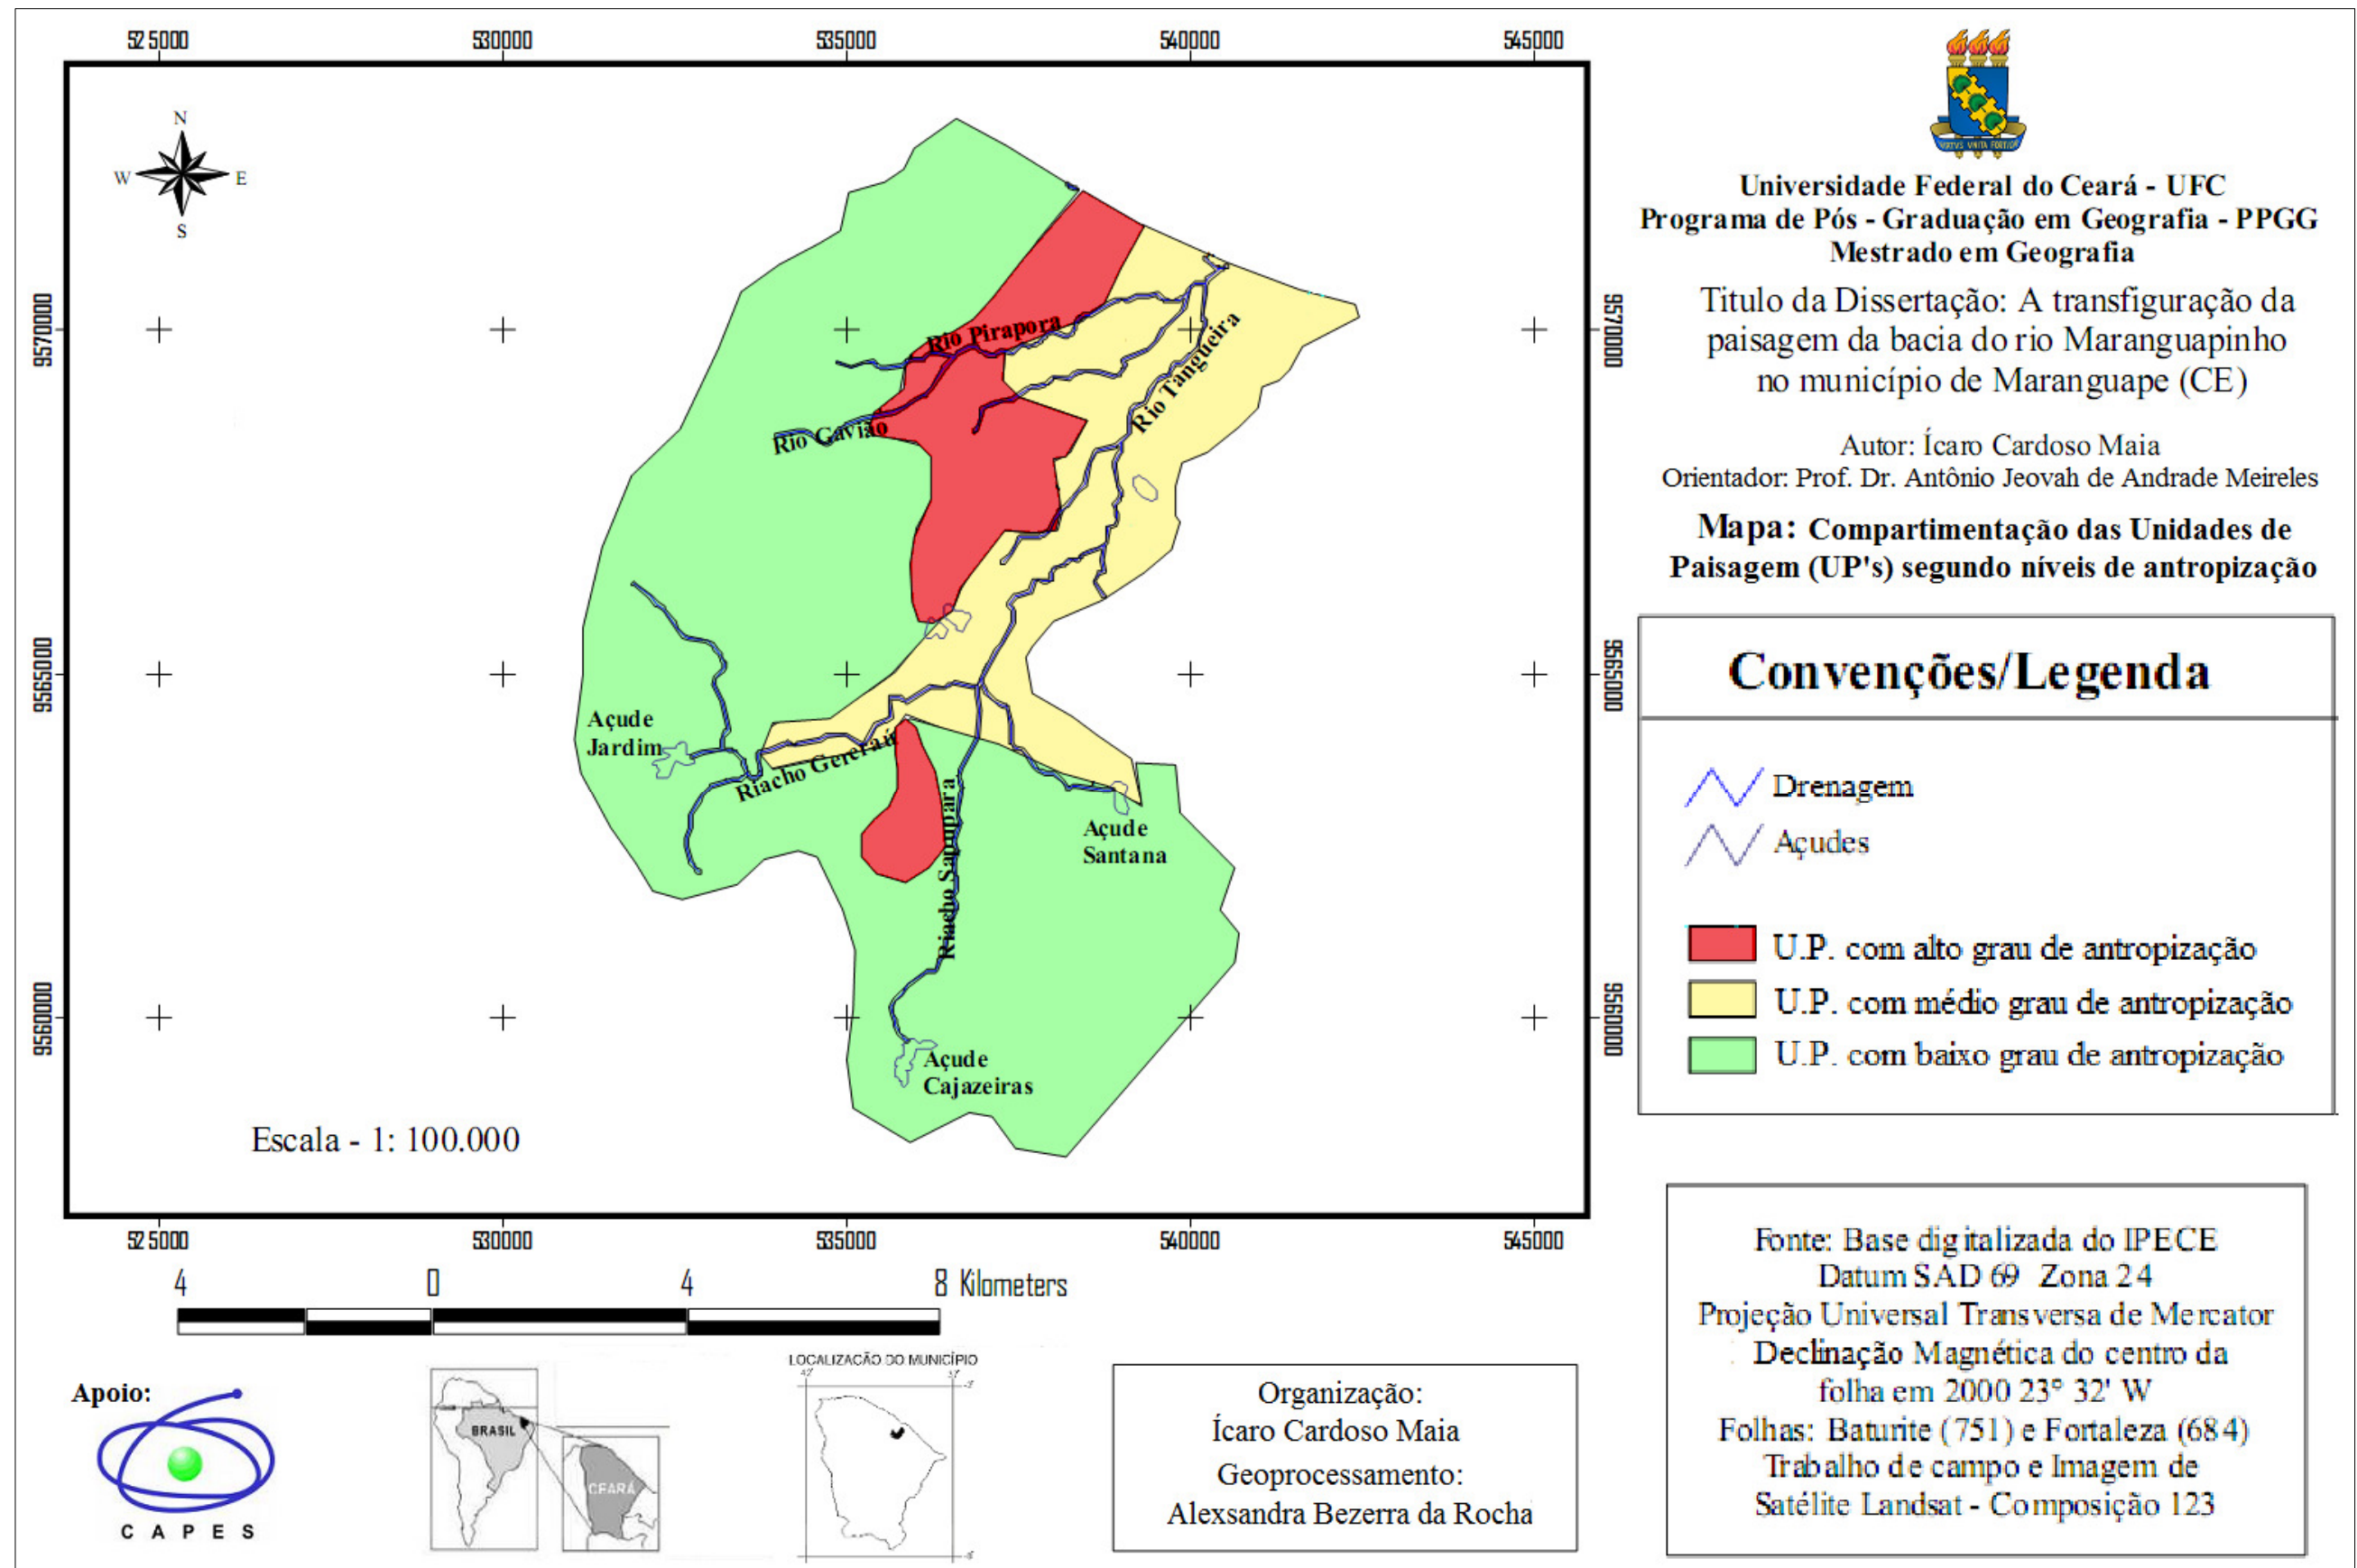 525000
530000
535000
540000
545000
N
W
E
S
9570000
9565000
9560000
9570000
9565000
9560000
Rio Pirapora
Rio Gavião
Rio Tangueira
Açude
Jardim
Riacho Gereraú
Riacho Sapupara
Açude
Santana
Açude
Cajazeiras
Escala - 1: 100.000
525000
530000
535000
540000
545000
4
0
4
8 Kilometers
Apoio:
CAPES
BRASIL
CEARÁ
LOCALIZAÇÃO DO MUNICÍPIO
Organização:
Ícaro Cardoso Maia
Geoprocessamento:
Alexsandra Bezerra da Rocha
VIRTUS UNITA FORTIOR
Universidade Federal do Ceará - UFC
Programa de Pós - Graduação em Geografia - PPGG
Mestrado em Geografia
Titulo da Dissertação: A transfiguração da
paisagem da bacia do rio Maranguapinho
no município de Maranguape (CE)
Autor: Ícaro Cardoso Maia
Orientador: Prof. Dr. Antônio Jeovah de Andrade Meireles
Mapa: Compartimentação das Unidades de
Paisagem (UP's) segundo níveis de antropização
Convenções/Legenda
Drenagem
Açudes
U.P. com alto grau de antropização
U.P. com médio grau de antropização
U.P. com baixo grau de antropização
Fonte: Base digitalizada do IPECE
Datum SAD 69 Zona 24
Projeção Universal Transversa de Mercator
Declinação Magnética do centro da
folha em 2000 23° 32' W
Folhas: Baturite (751) e Fortaleza (684)
Trabalho de campo e Imagem de
Satélite Landsat - Composição 123